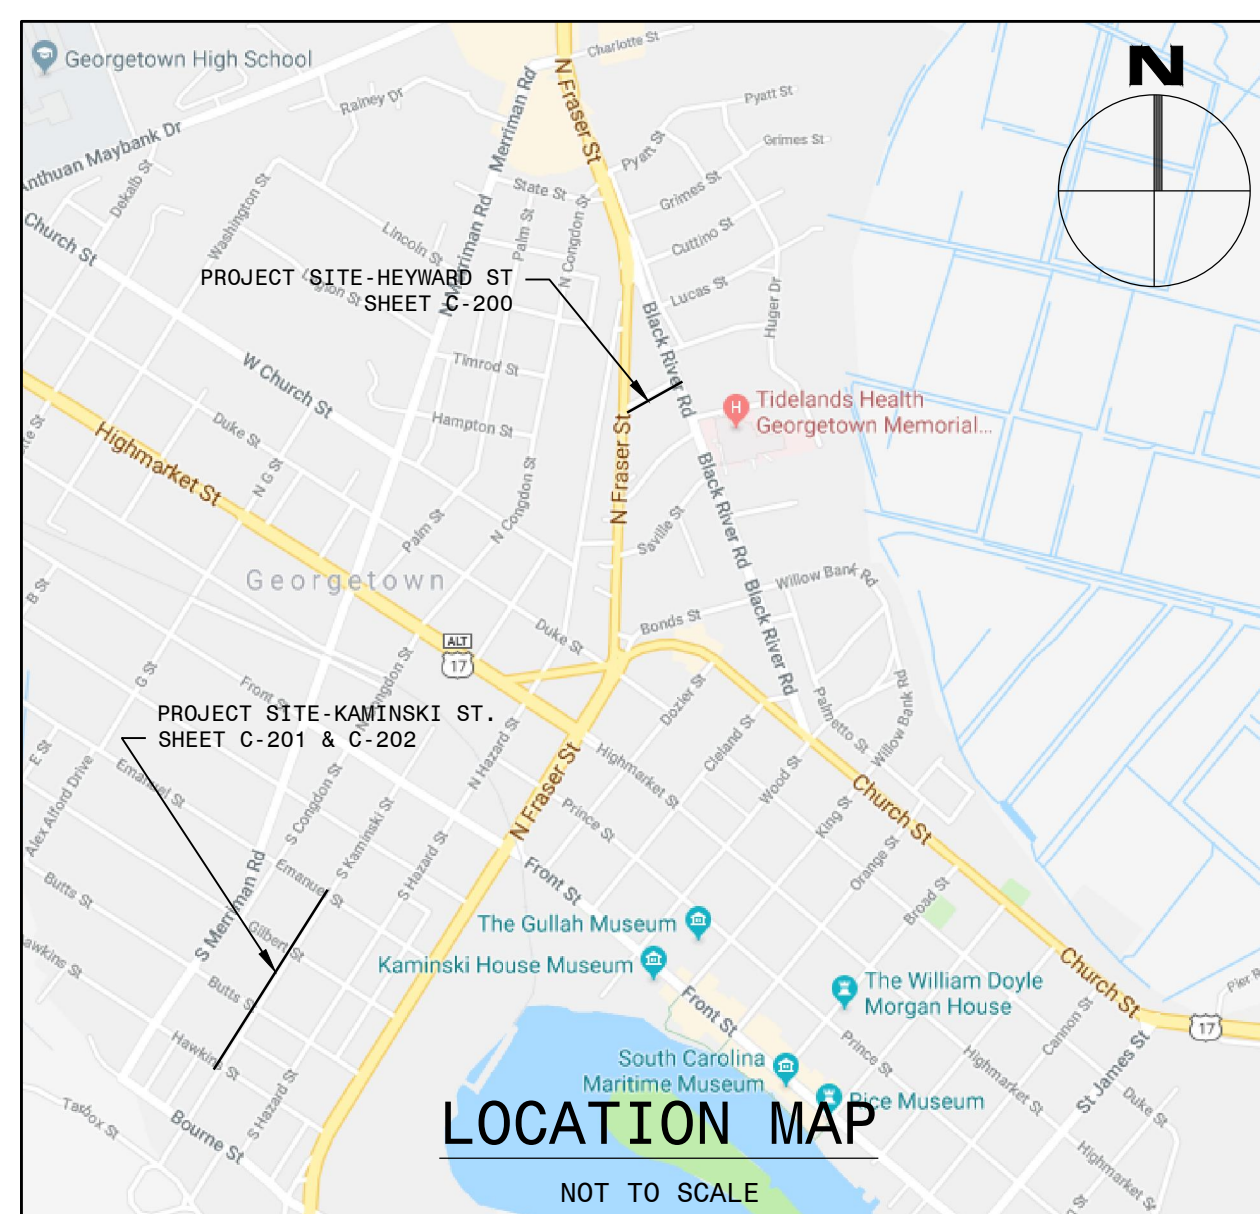 Georgetown High School
Charlotte St
N
N Fraser St
Merriman Rd
Rainey Dr
Pyatt St
Anthuan Maybank Dr
Grimes St
Pyatt St
Dekalb St
Washington St
State St
Grimes St
Church St
Lincoln St
N Merriman Rd
Palm St
N Congdon St
Cuttino St
PROJECT SITE-HEYWARD ST
SHEET C-200
Lucas St
Huger Dr
Black River Rd
Timrod St
W Church St
Tidelands Health
Georgetown Memorial...
H
Duke St
Hampton St
N Fraser St
Highmarket St
N G St
Palm St
N Congdon St
Saville St
Black River Rd
Georgetown
B St
Willow Bank Rd
Black River Rd
Bonds St
Duke St
ALT
17
G St
N Congdon St
Front St
Dozier St
Palmetto St
Willow Bank Rd
PROJECT SITE-KAMINSKI ST.
SHEET C-201 & C-202
N Hazard St
Cleland St
Highmarket St
Wood St
E St
Emanuel St
Alex Alford Drive
S Congdon St
S Kaminski St
N Fraser St
Prince St
King St
Church St
S Hazard St
Orange St
Emanuel St
Front St
Butts St
S Merriman Rd
Broad St
Gilbert St
The Gullah Museum
Kaminski House Museum
Hawkins St
Butts St
Front St
The William Doyle
Morgan House
Church St
Cannon St
17
Hawkins St
South Carolina
Maritime Museum
Prince St
Highmarket St
St James St
Rice Museum
Duke St
S Hazard St
Tarbox St
Bourne St
LOCATION MAP
Highmarket St
NOT TO SCALE